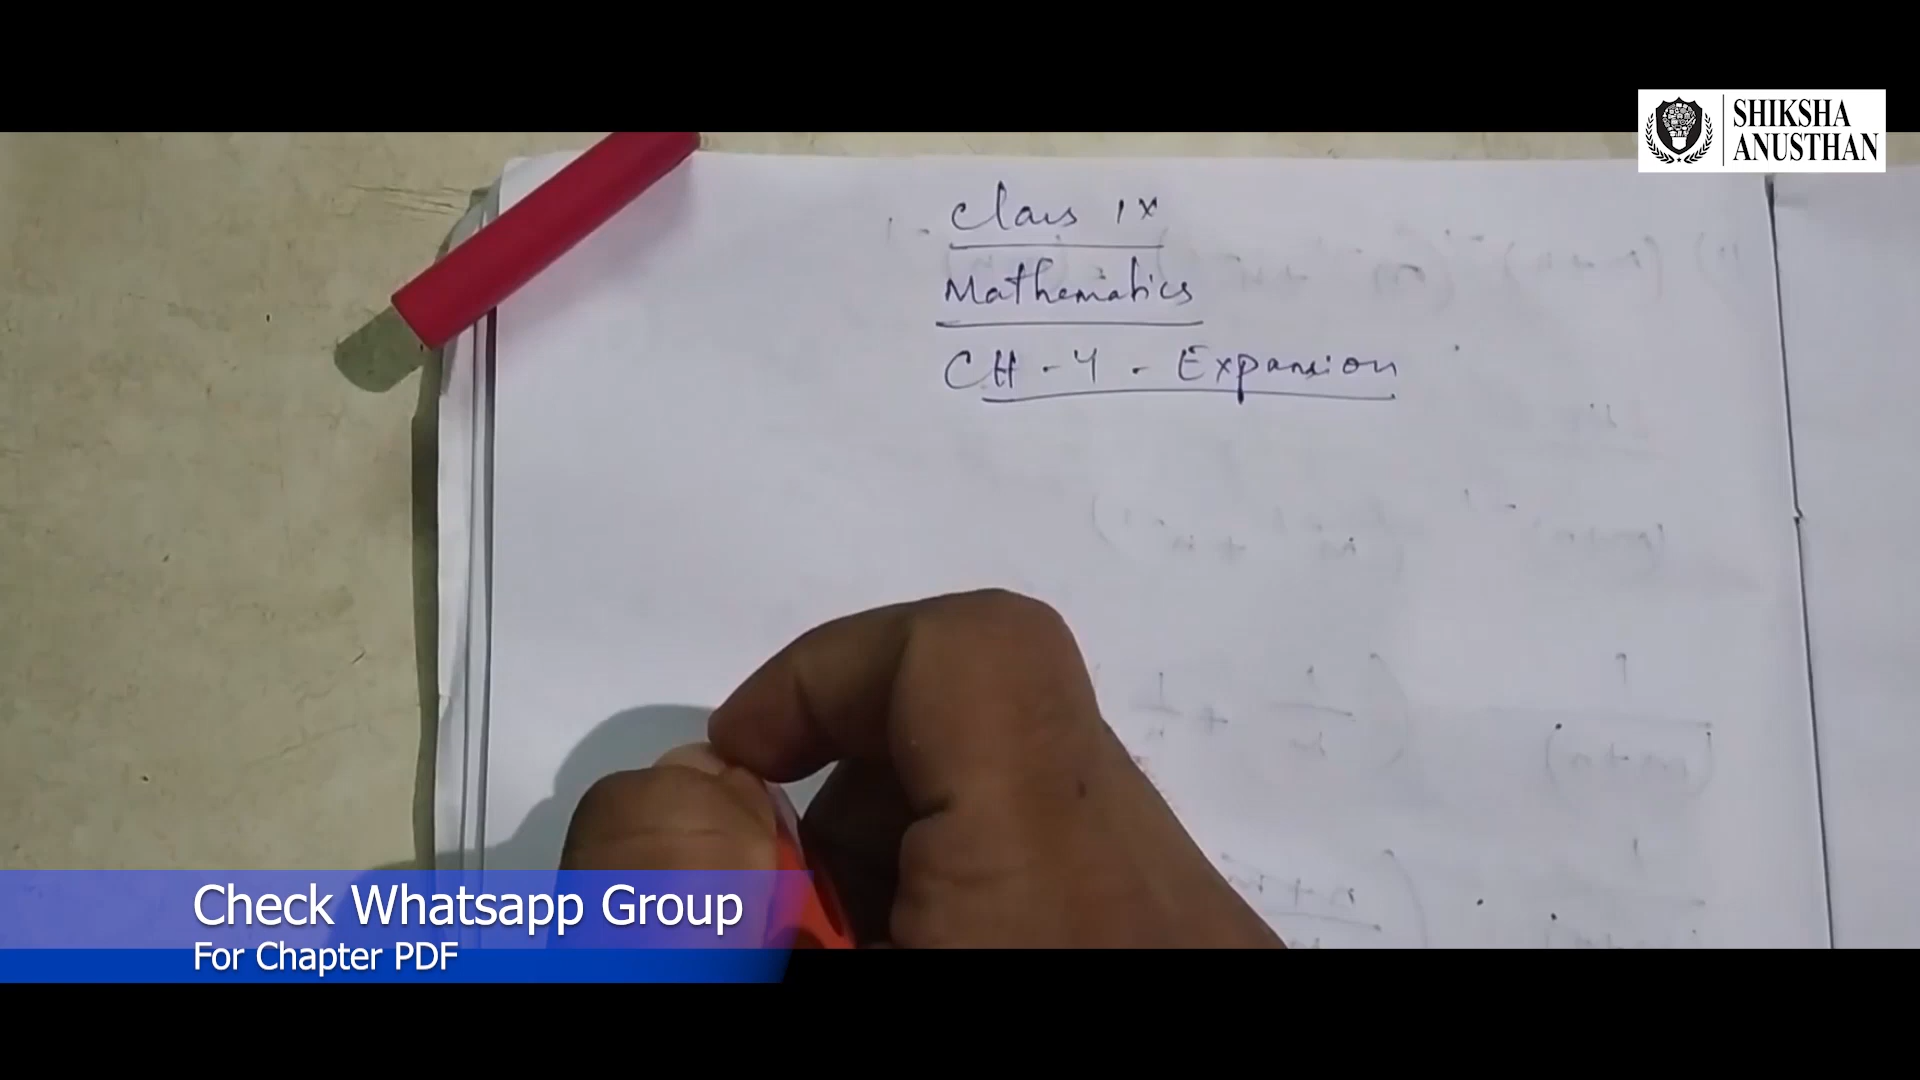 SHIKSHA
ANUSTHAN
Class IX
Mathematics
CH - 4 - Expansion
Check Whatsapp Group
For Chapter PDF